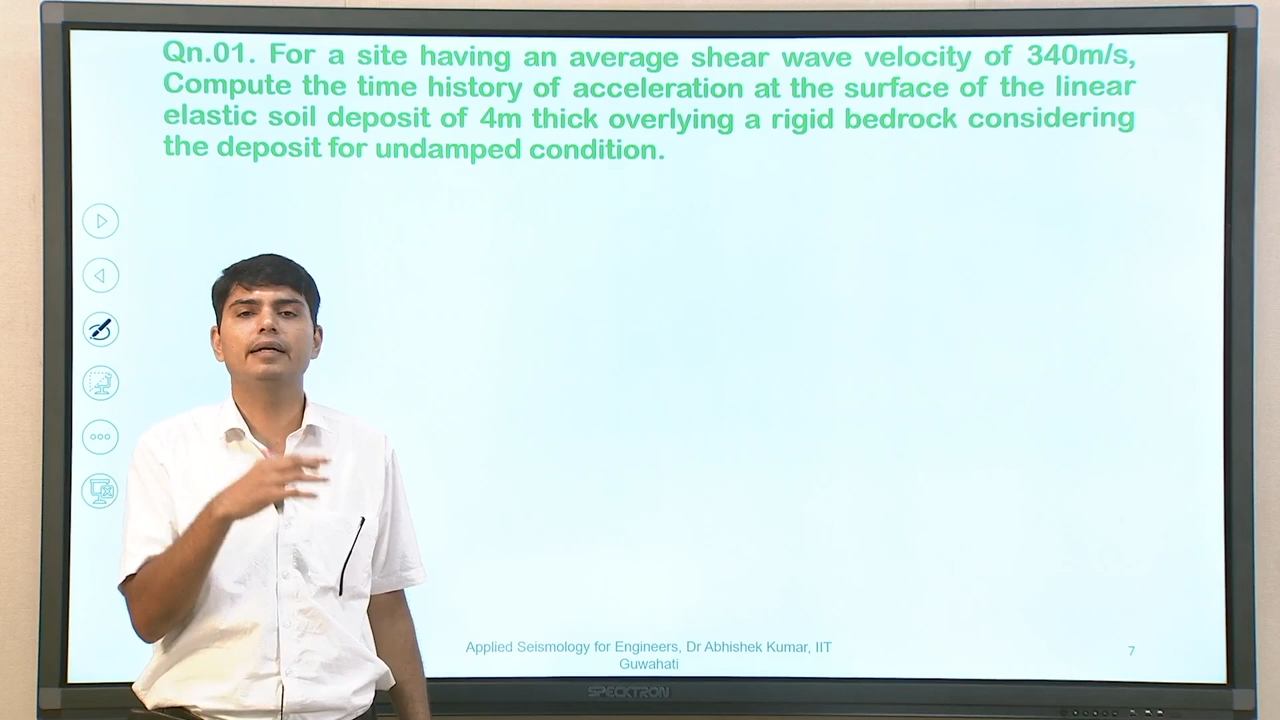 Qn.01. For a site having an average shear wave velocity of 340m/s,
Compute the time history of acceleration at the surface of the linear
elastic soil deposit of 4m thick overlying a rigid bedrock considering
the deposit for undamped condition.
Applied Seismology for Engineers, Dr Abhishek Kumar, IIT
Guwahati
7
SPECKTRON